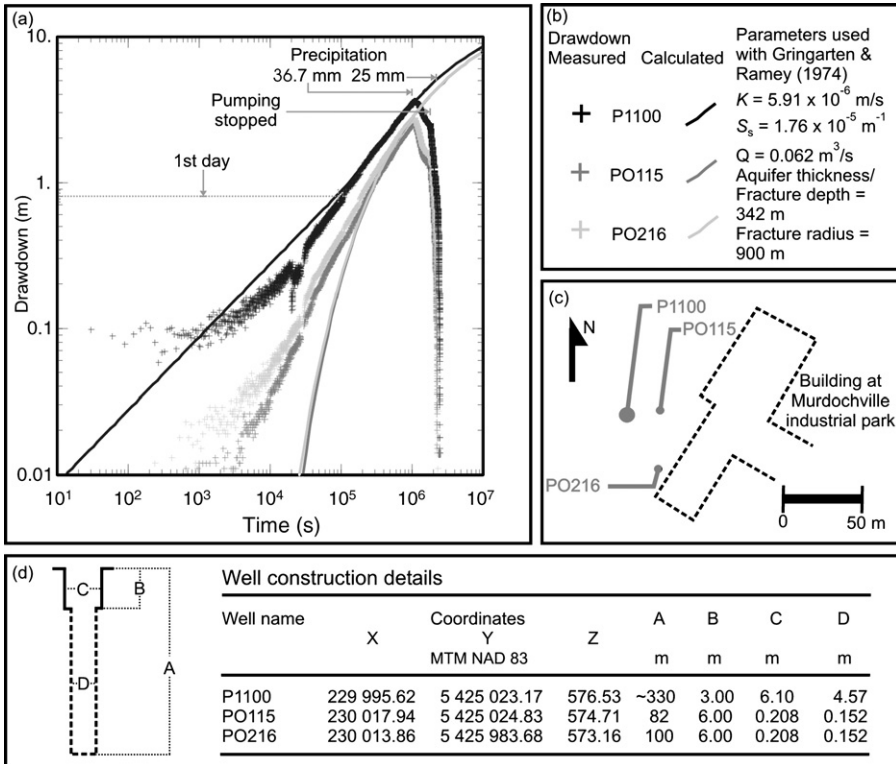 (a)
10.
1.
0.1
0.01
Drawdown (m)
Precipitation
36.7 mm 25 mm
Pumping
stopped
1st day
10¹ 10² 10³ 10⁴ 10⁵ 10⁶ 10⁷
Time (s)
(b)
Drawdown
Measured Calculated
P1100
PO115
PO216
Parameters used
with Gringarten &
Ramey (1974)
K = 5.91 x 10⁻⁶ m/s
Sₛ = 1.76 x 10⁻⁵ m⁻¹
Q = 0.062 m³/s
Aquifer thickness/
Fracture depth =
342 m
Fracture radius =
900 m
(c)
N
P1100
PO115
PO216
Building at
Murdochville
industrial park
0 50 m
(d)
C
B
A
D
Well construction details
Well name Coordinates A B C D
X Y Z
MTM NAD 83 m m m m
P1100 229 995.62 5 425 023.17 576.53 ~330 3.00 6.10 4.57
PO115 230 017.94 5 425 024.83 574.71 82 6.00 0.208 0.152
PO216 230 013.86 5 425 983.68 573.16 100 6.00 0.208 0.152